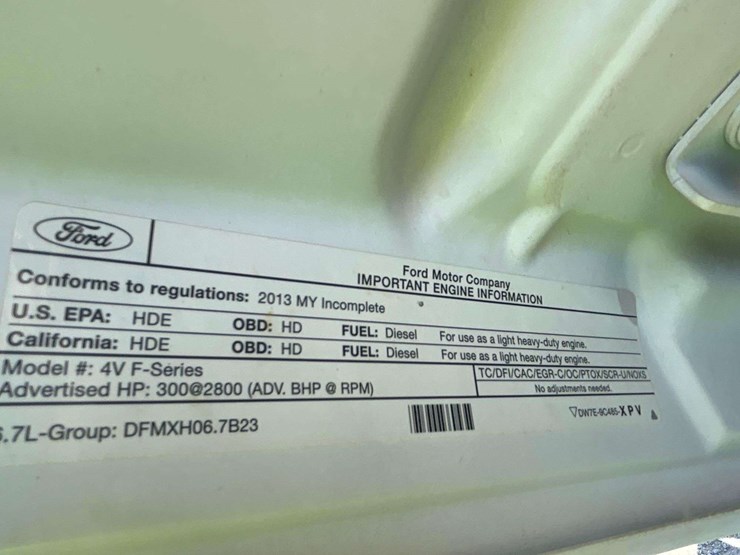 Ford
Ford Motor Company
IMPORTANT ENGINE INFORMATION
Conforms to regulations: 2013 MY Incomplete
U.S. EPA: HDE OBD: HD FUEL: Diesel For use as a light heavy-duty engine.
California: HDE OBD: HD FUEL: Diesel For use as a light heavy-duty engine.
Model #: 4V F-Series
TC/DFI/CAC/EGR-C/OC/PTOX/SCR-U/NOXS
Advertised HP: 300@2800 (ADV. BHP @ RPM)
No adjustments needed.
.7L-Group: DFMXH06.7B23
DW7E-9C485-XPV